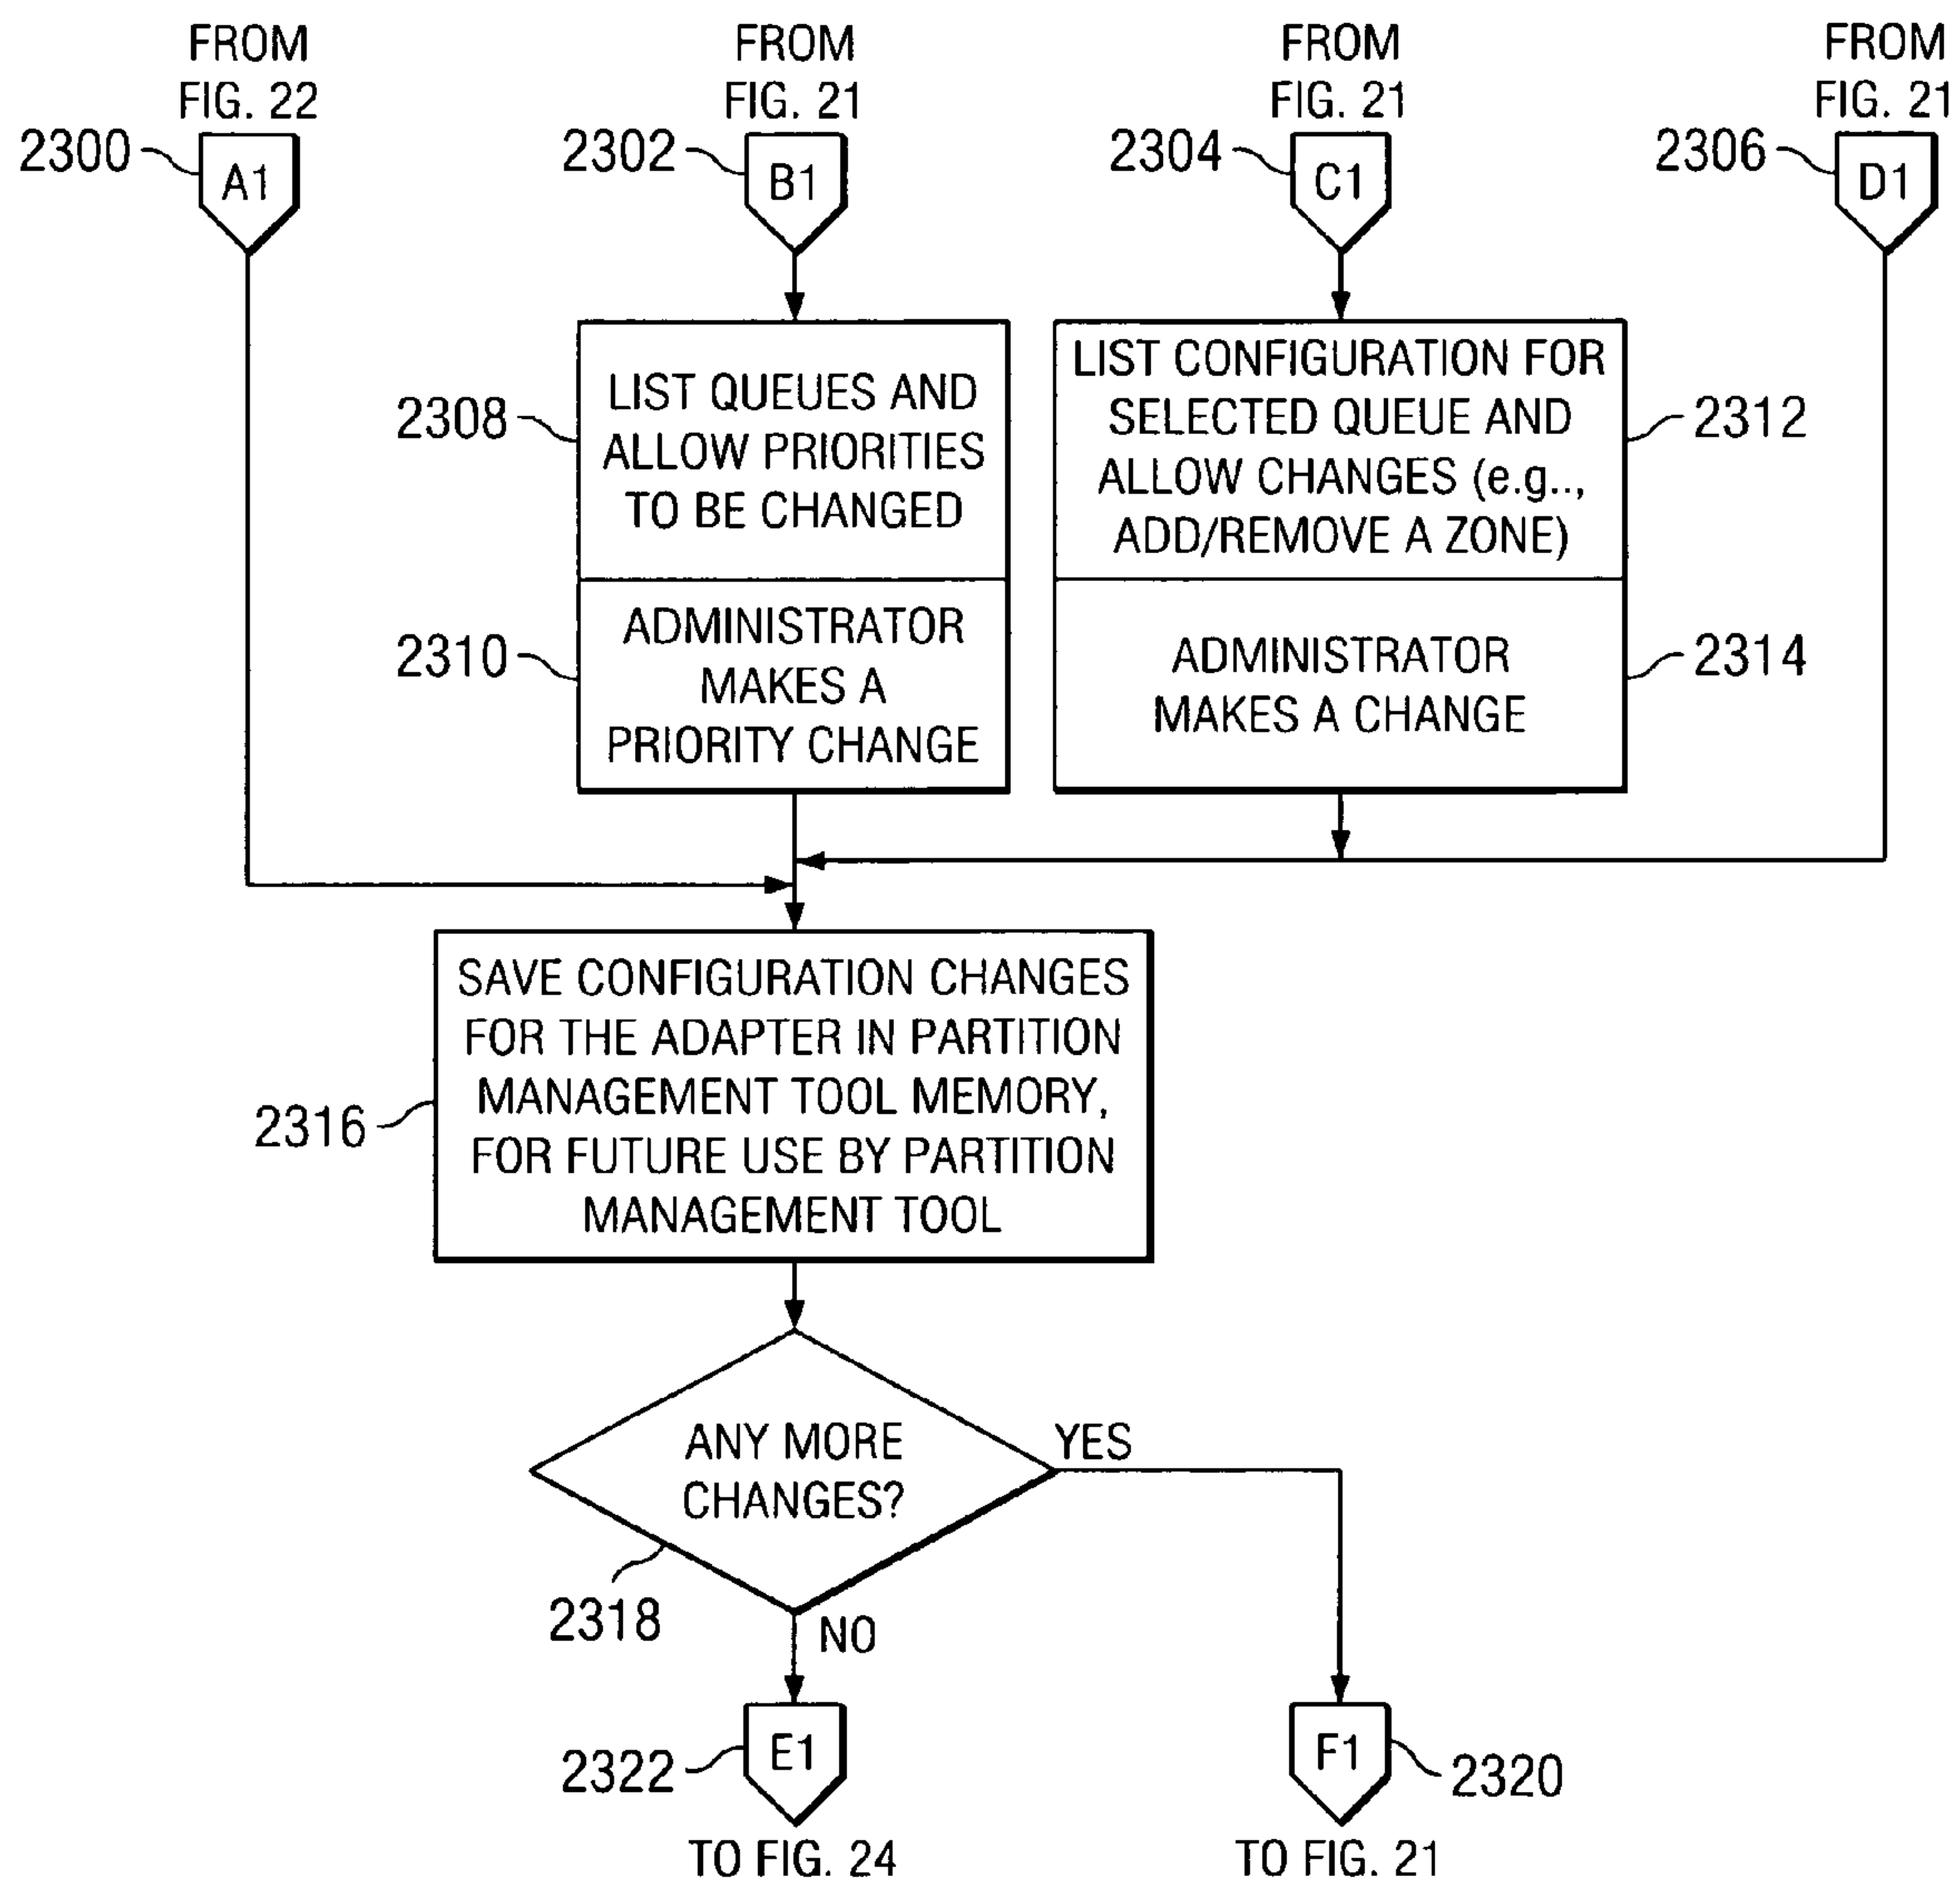 FROM
FIG. 22
FROM
FIG. 21
FROM
FIG. 21
FROM
FIG. 21
2300
A1
2302
B1
2304
C1
2306
D1
2308
LIST QUEUES AND
ALLOW PRIORITIES
TO BE CHANGED
LIST CONFIGURATION FOR
SELECTED QUEUE AND
ALLOW CHANGES (e.g..,
ADD/REMOVE A ZONE)
2312
2310
ADMINISTRATOR
MAKES A
PRIORITY CHANGE
ADMINISTRATOR
MAKES A CHANGE
2314
2316
SAVE CONFIGURATION CHANGES
FOR THE ADAPTER IN PARTITION
MANAGEMENT TOOL MEMORY,
FOR FUTURE USE BY PARTITION
MANAGEMENT TOOL
ANY MORE
CHANGES?
YES
2318
NO
2322
E1
F1
2320
TO FIG. 24
TO FIG. 21